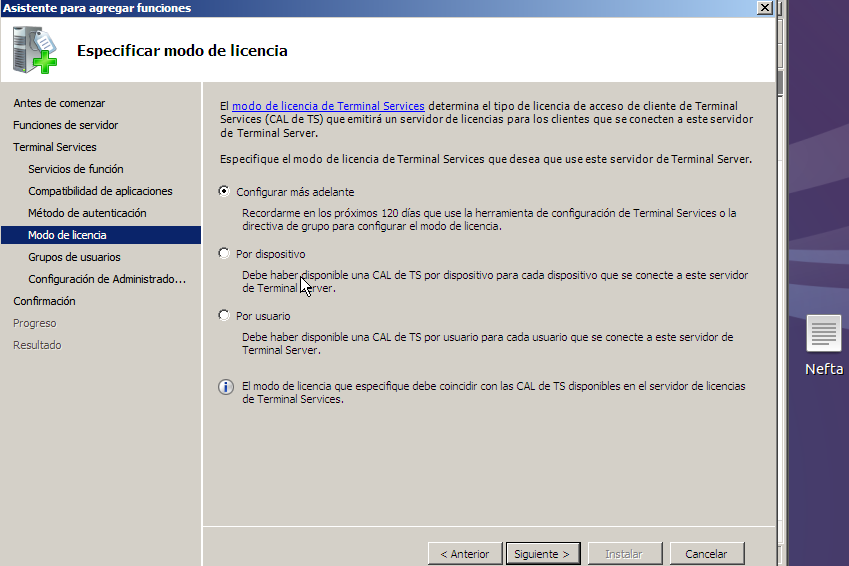 Asistente para agregar funciones
Especificar modo de licencia
Antes de comenzar
Funciones de servidor
Terminal Services
Servicios de función
Compatibilidad de aplicaciones
Método de autenticación
Modo de licencia
Grupos de usuarios
Configuración de Administrado...
Confirmación
Progreso
Resultado
El modo de licencia de Terminal Services determina el tipo de licencia de acceso de cliente de Terminal
Services (CAL de TS) que emitirá un servidor de licencias para los clientes que se conecten a este servidor
de Terminal Server.
Especifique el modo de licencia de Terminal Services que desea que use este servidor de Terminal Server.
Configurar más adelante
Recordarme en los próximos 120 días que use la herramienta de configuración de Terminal Services o la
directiva de grupo para configurar el modo de licencia.
Por dispositivo
Debe haber disponible una CAL de TS por dispositivo para cada dispositivo que se conecte a este servidor
de Terminal Server.
Por usuario
Debe haber disponible una CAL de TS por usuario para cada usuario que se conecte a este servidor de
Terminal Server.
El modo de licencia que especifique debe coincidir con las CAL de TS disponibles en el servidor de licencias
de Terminal Services.
< Anterior
Siguiente >
Instalar
Cancelar
Nefta